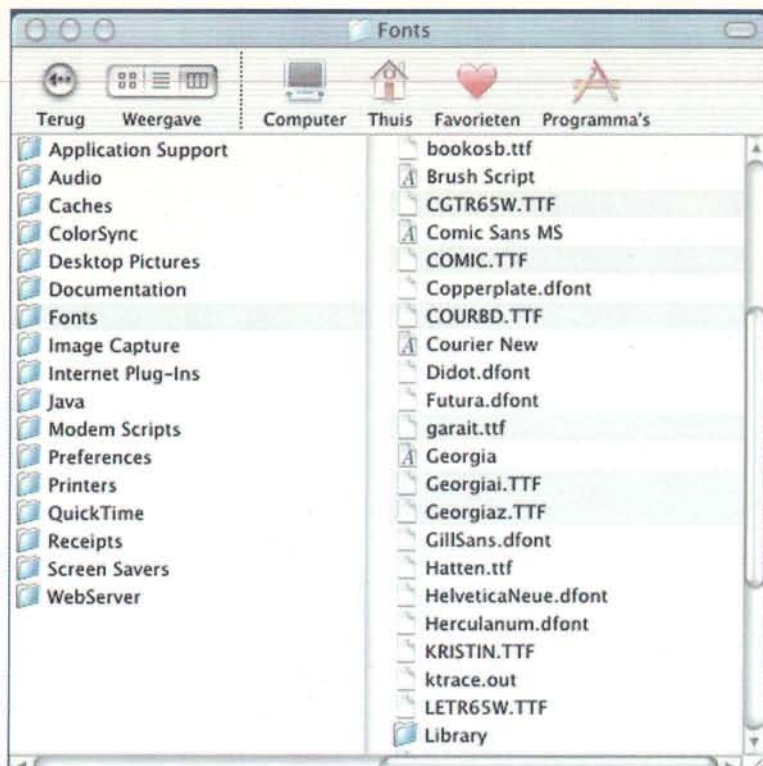 Fonts
Terug Weergave Computer Thuis Favorieten Programma's
Application Support
Audio
Caches
ColorSync
Desktop Pictures
Documentation
Fonts
Image Capture
Internet Plug-Ins
Java
Modem Scripts
Preferences
Printers
QuickTime
Receipts
Screen Savers
WebServer
bookosb.ttf
Brush Script
CGTR65W.TTF
Comic Sans MS
COMIC.TTF
Copperplate.dfont
COURBD.TTF
Courier New
Didot.dfont
Futura.dfont
garait.ttf
Georgia
Georgiai.TTF
Georgiaz.TTF
GillSans.dfont
Hatten.ttf
HelveticaNeue.dfont
Herculanum.dfont
KRISTIN.TTF
ktrace.out
LETR65W.TTF
Library